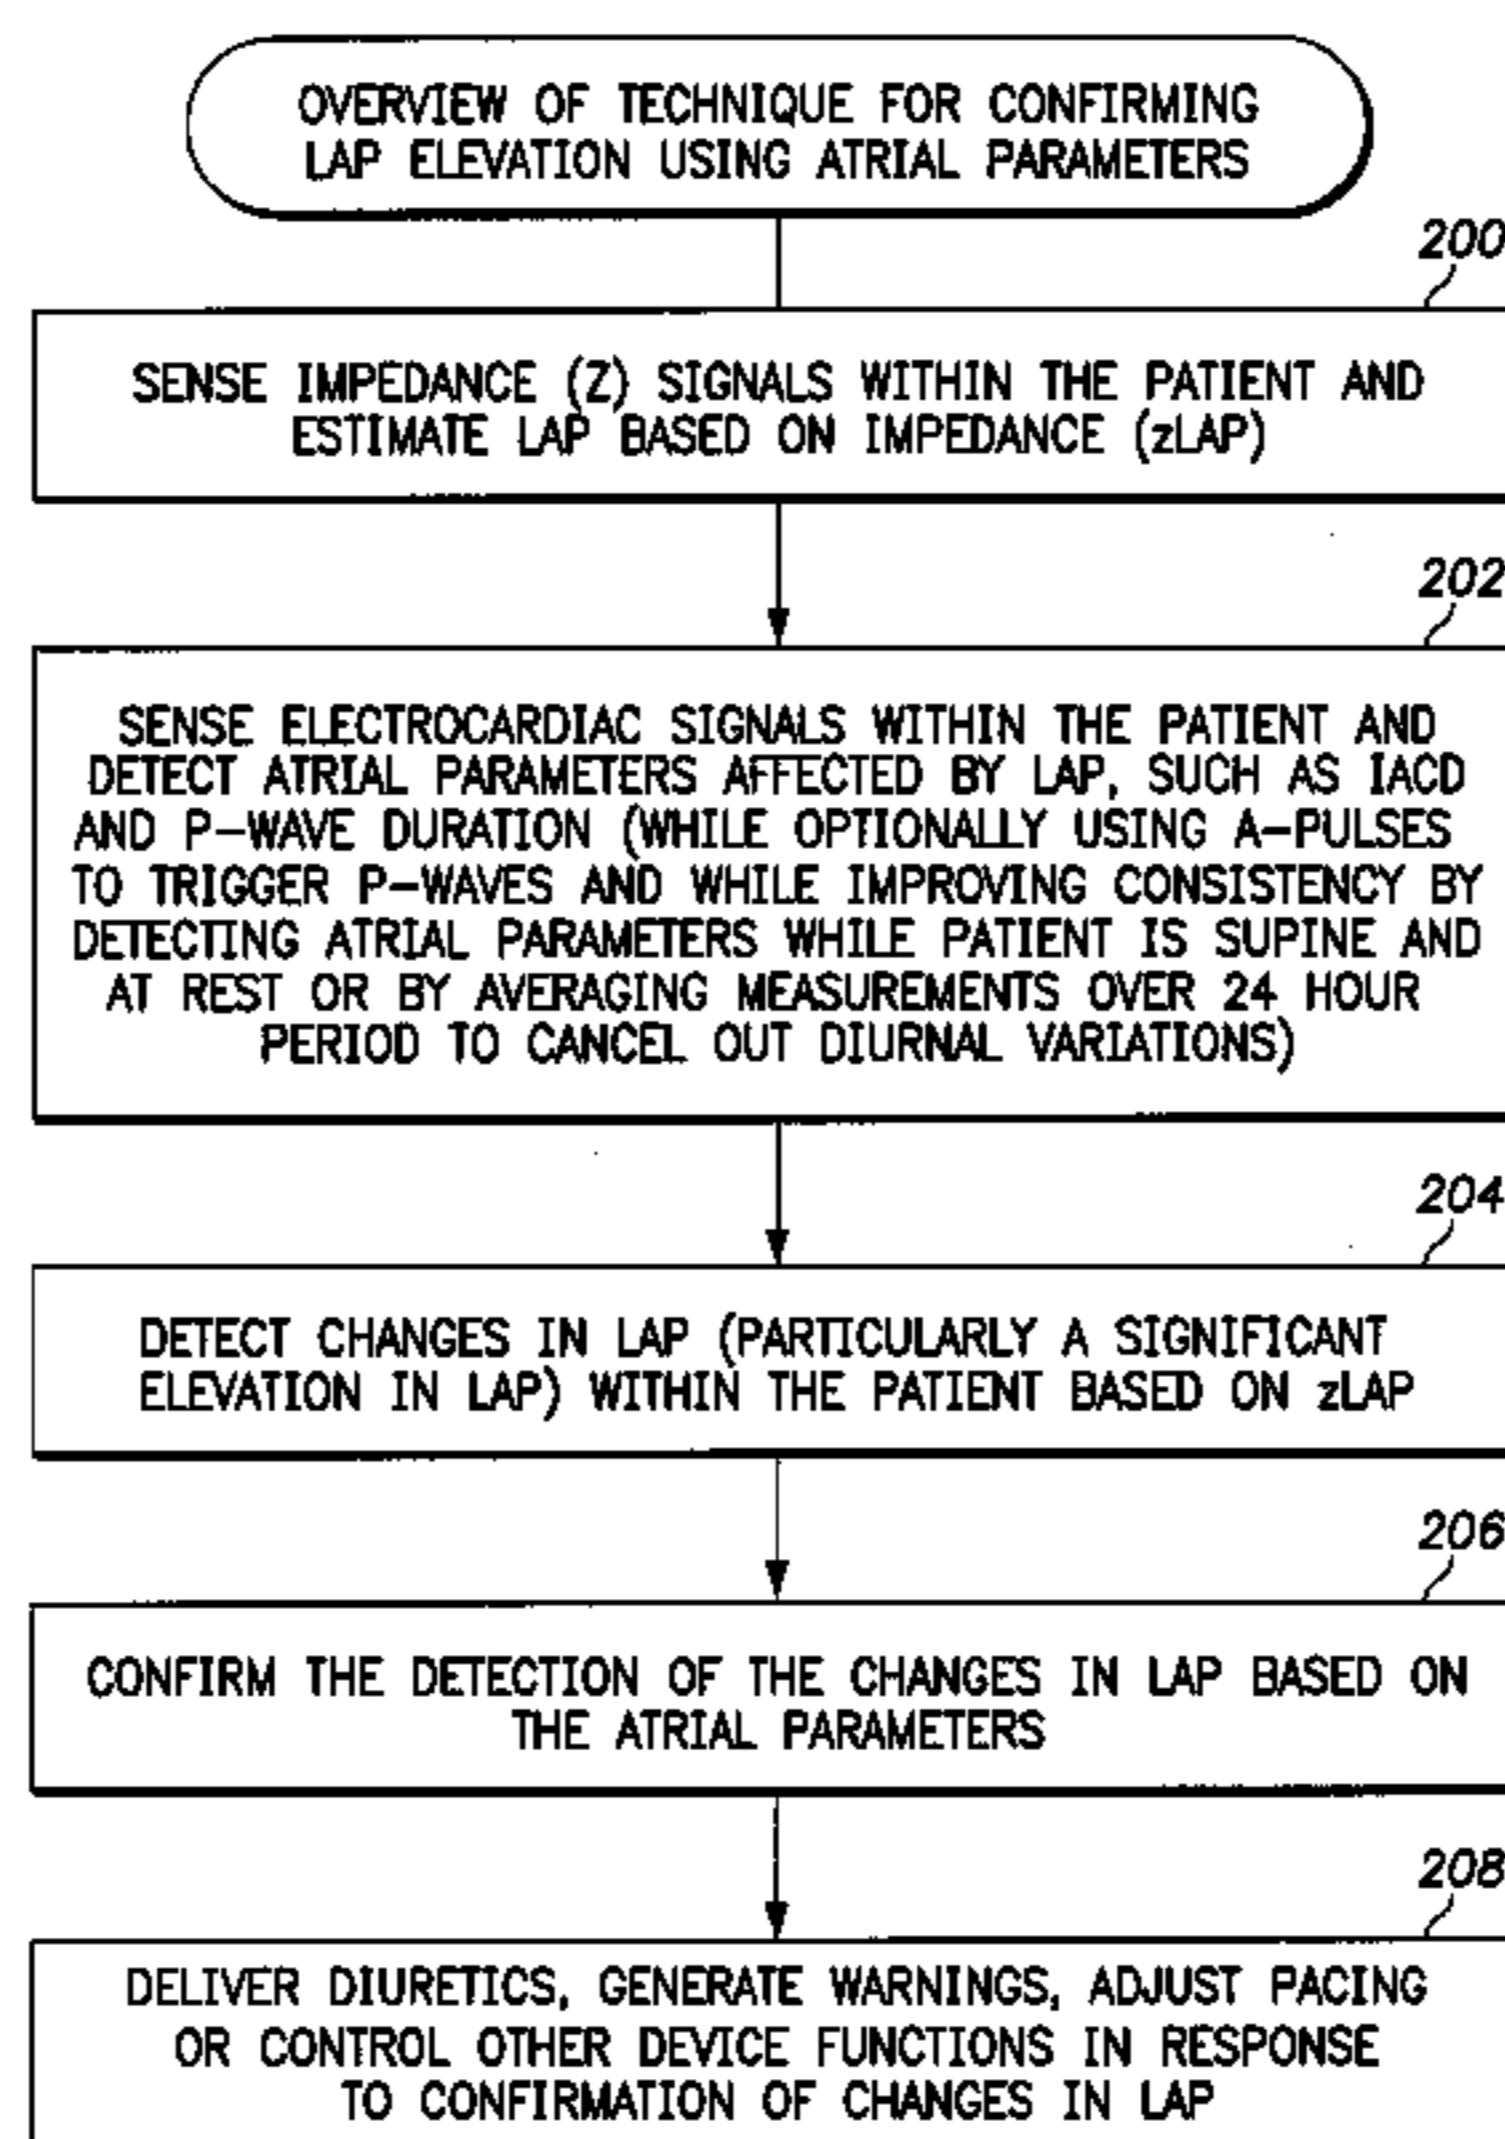 OVERVIEW OF TECHNIQUE FOR CONFIRMING
LAP ELEVATION USING ATRIAL PARAMETERS
200
SENSE IMPEDANCE (Z) SIGNALS WITHIN THE PATIENT AND
ESTIMATE LAP BASED ON IMPEDANCE (zLAP)
202
SENSE ELECTROCARDIAC SIGNALS WITHIN THE PATIENT AND
DETECT ATRIAL PARAMETERS AFFECTED BY LAP, SUCH AS IACD
AND P-WAVE DURATION (WHILE OPTIONALLY USING A-PULSES
TO TRIGGER P-WAVES AND WHILE IMPROVING CONSISTENCY BY
DETECTING ATRIAL PARAMETERS WHILE PATIENT IS SUPINE AND
AT REST OR BY AVERAGING MEASUREMENTS OVER 24 HOUR
PERIOD TO CANCEL OUT DIURNAL VARIATIONS)
204
DETECT CHANGES IN LAP (PARTICULARLY A SIGNIFICANT
ELEVATION IN LAP) WITHIN THE PATIENT BASED ON zLAP
206
CONFIRM THE DETECTION OF THE CHANGES IN LAP BASED ON
THE ATRIAL PARAMETERS
208
DELIVER DIURETICS, GENERATE WARNINGS, ADJUST PACING
OR CONTROL OTHER DEVICE FUNCTIONS IN RESPONSE
TO CONFIRMATION OF CHANGES IN LAP